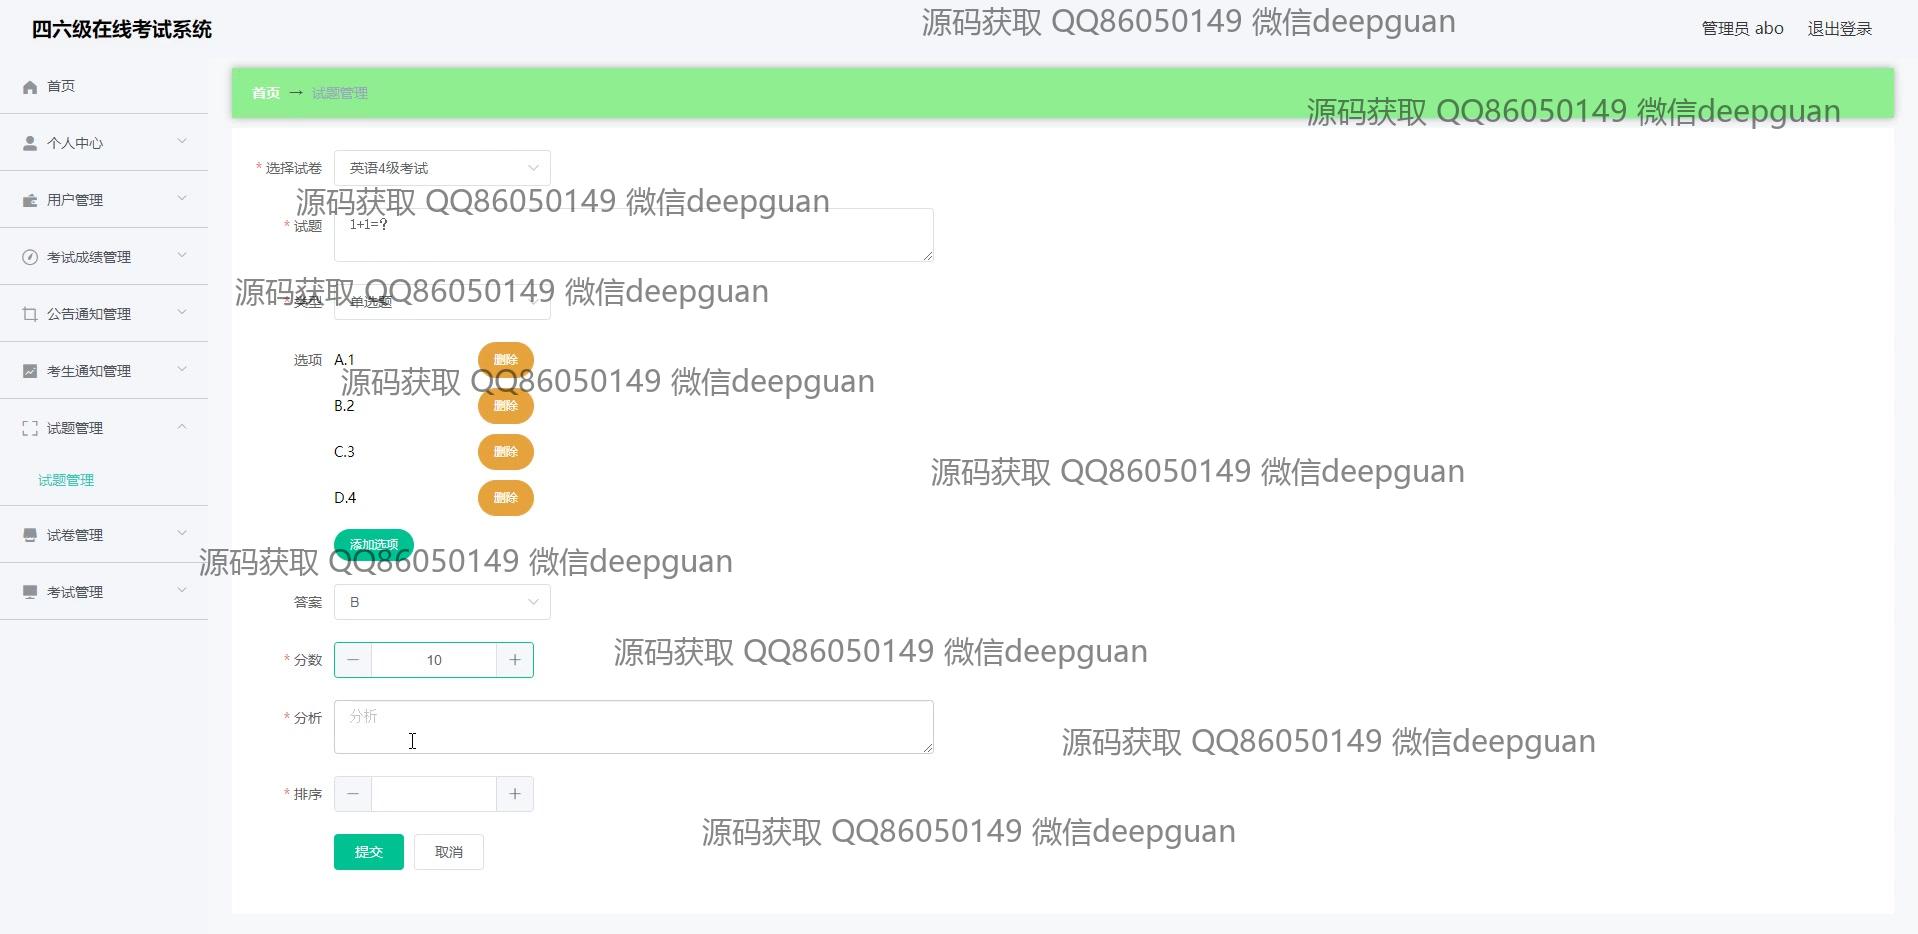 四六级在线考试系统
源码获取 QQ86050149 微信deepguan
管理员 abo
退出登录
首页
首页 → 试题管理
源码获取 QQ86050149 微信deepguan
个人中心
* 选择试卷 英语4级考试
用户管理
源码获取 QQ86050149 微信deepguan
* 试题 1+1=?
考试成绩管理
源码获取 QQ86050149 微信deepguan
* 类型 单选题
公告通知管理
选项 A.1 删除
考生通知管理
源码获取 QQ86050149 微信deepguan
B.2 删除
试题管理
C.3 删除
源码获取 QQ86050149 微信deepguan
试题管理
D.4 删除
试卷管理
添加选项
源码获取 QQ86050149 微信deepguan
考试管理
答案 B
源码获取 QQ86050149 微信deepguan
* 分数 10
* 分析 分析
源码获取 QQ86050149 微信deepguan
* 排序
源码获取 QQ86050149 微信deepguan
提交 取消